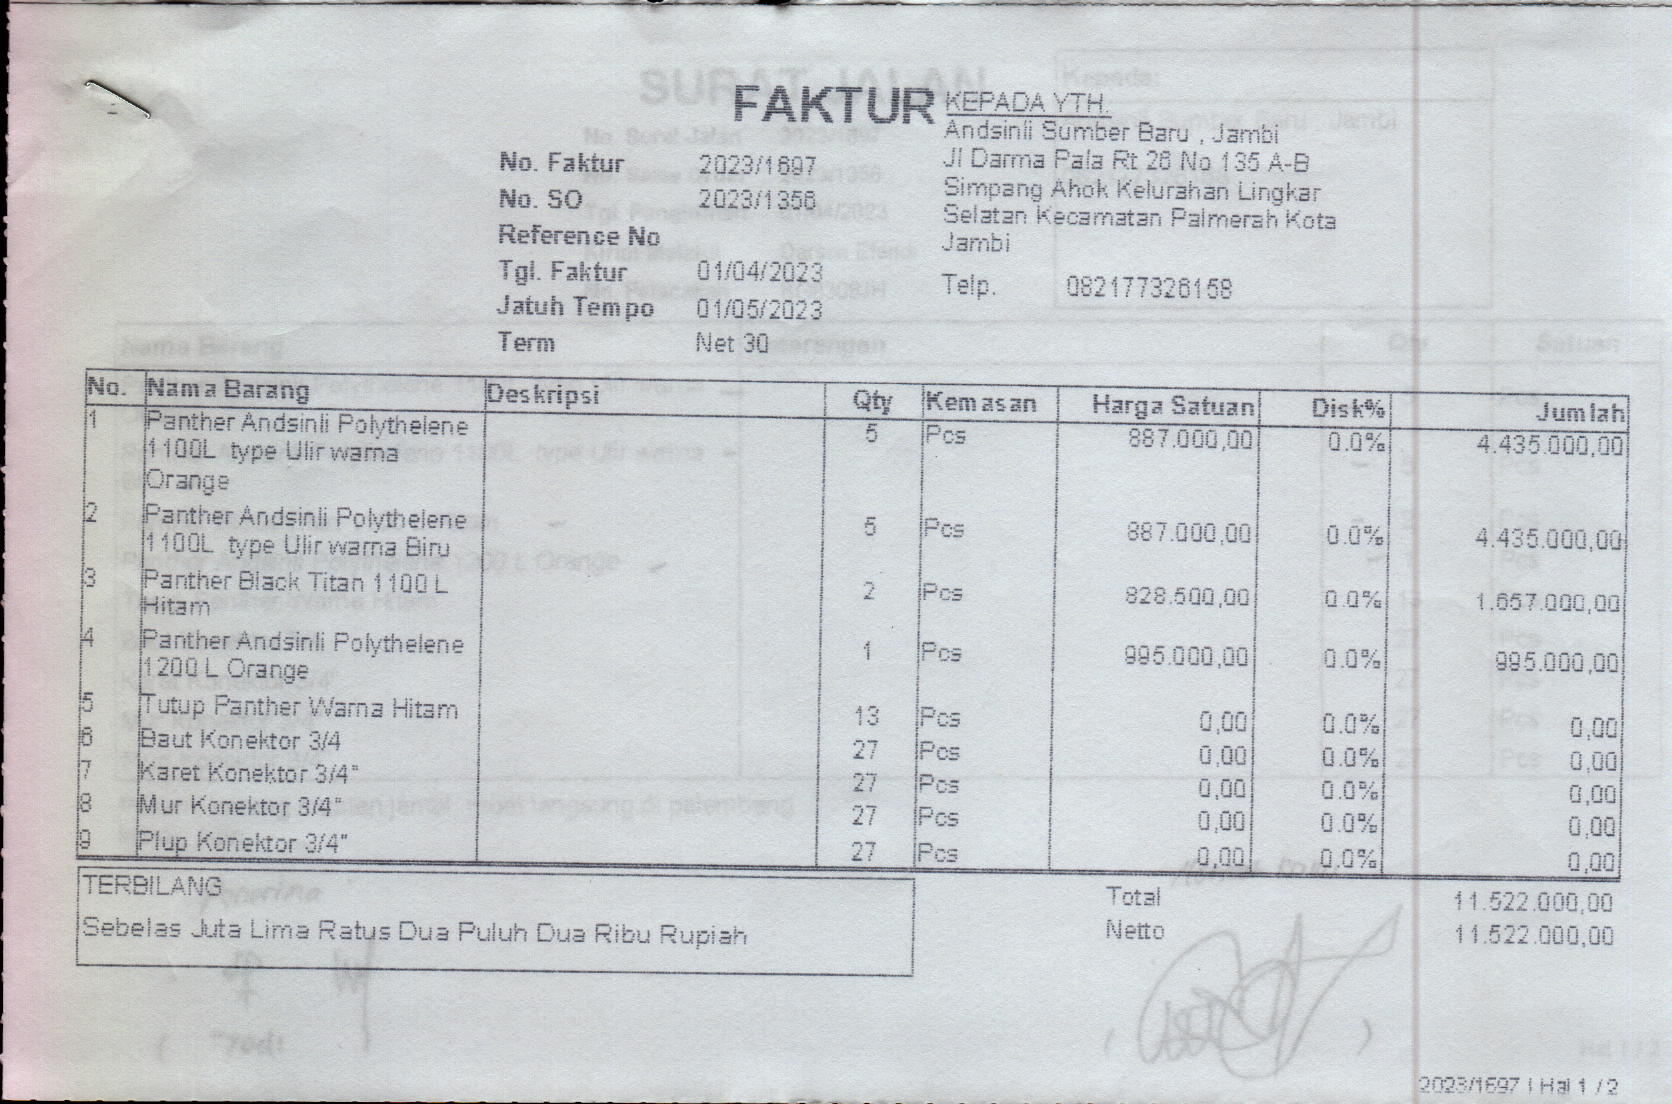 FAKTUR
KEPADA YTH.
Andsinli Sumber Baru , Jambi
Jl Darma Pala Rt 26 No 135 A-B
Simpang Ahok Kelurahan Lingkar
Selatan Kecamatan Palmerah Kota
Jambi
Telp. 082177326158
No. Faktur 2023/1697
No. SO 2023/1356
Reference No
Tgl. Faktur 01/04/2023
Jatuh Tempo 01/05/2023
Term Net 30
No. Nama Barang Deskripsi Qty Kemasan Harga Satuan Disk% Jumlah
1 Panther Andsinli Polythelene 5 Pcs 887.000,00 0.0% 4.435.000,00
1100L type Ulir warna
Orange
2 Panther Andsinli Polythelene 5 Pcs 887.000,00 0.0% 4.435.000,00
1100L type Ulir warna Biru
3 Panther Black Titan 1100 L 2 Pcs 828.500,00 0.0% 1.657.000,00
Hitam
4 Panther Andsinli Polythelene 1 Pcs 995.000,00 0.0% 995.000,00
1200 L Orange
5 Tutup Panther Warna Hitam 13 Pcs 0,00 0.0% 0,00
6 Baut Konektor 3/4 27 Pcs 0,00 0.0% 0,00
7 Karet Konektor 3/4" 27 Pcs 0,00 0.0% 0,00
8 Mur Konektor 3/4" 27 Pcs 0,00 0.0% 0,00
9 Plup Konektor 3/4" 27 Pcs 0,00 0.0% 0,00
TERBILANG
Sebelas Juta Lima Ratus Dua Puluh Dua Ribu Rupiah
Total 11.522.000,00
Netto 11.522.000,00
2023/1697 | Hal 1 / 2